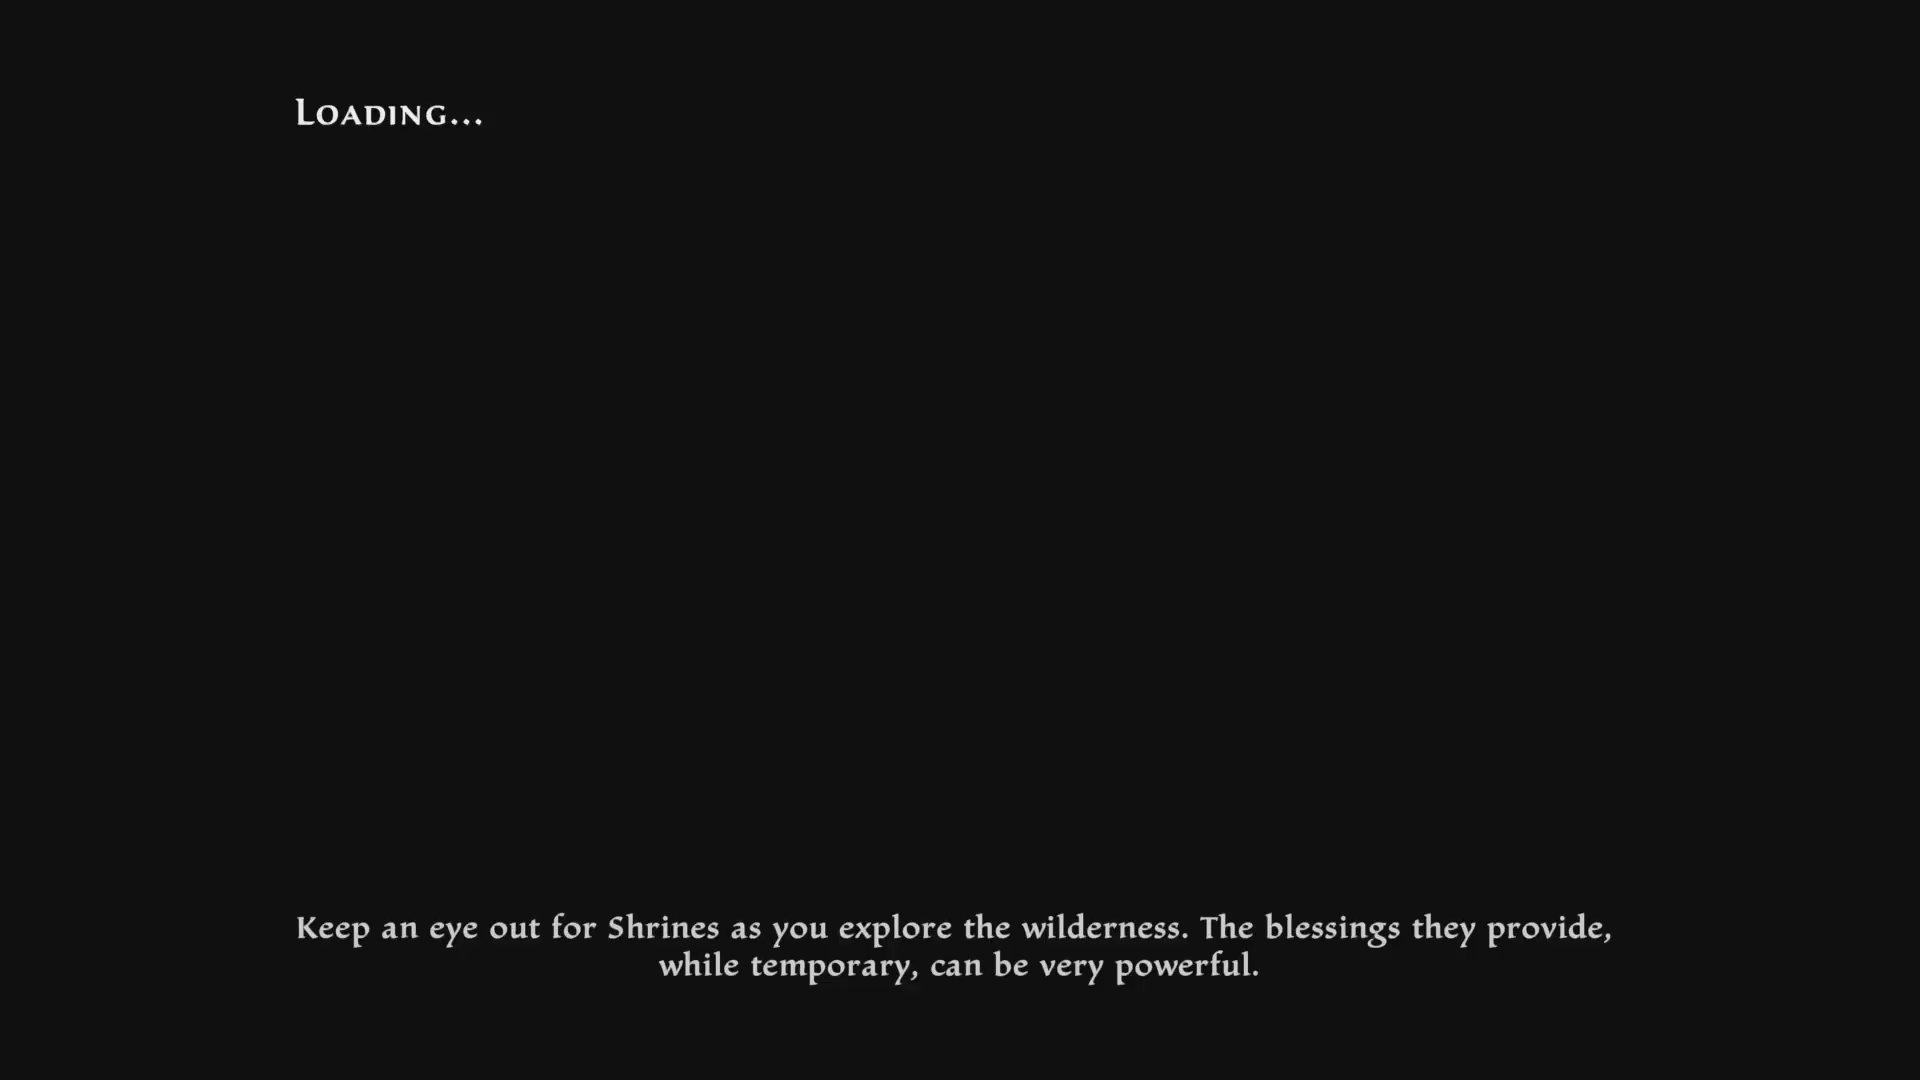 Loading...
Keep an eye out for Shrines as you explore the wilderness. The blessings they provide,
while temporary, can be very powerful.